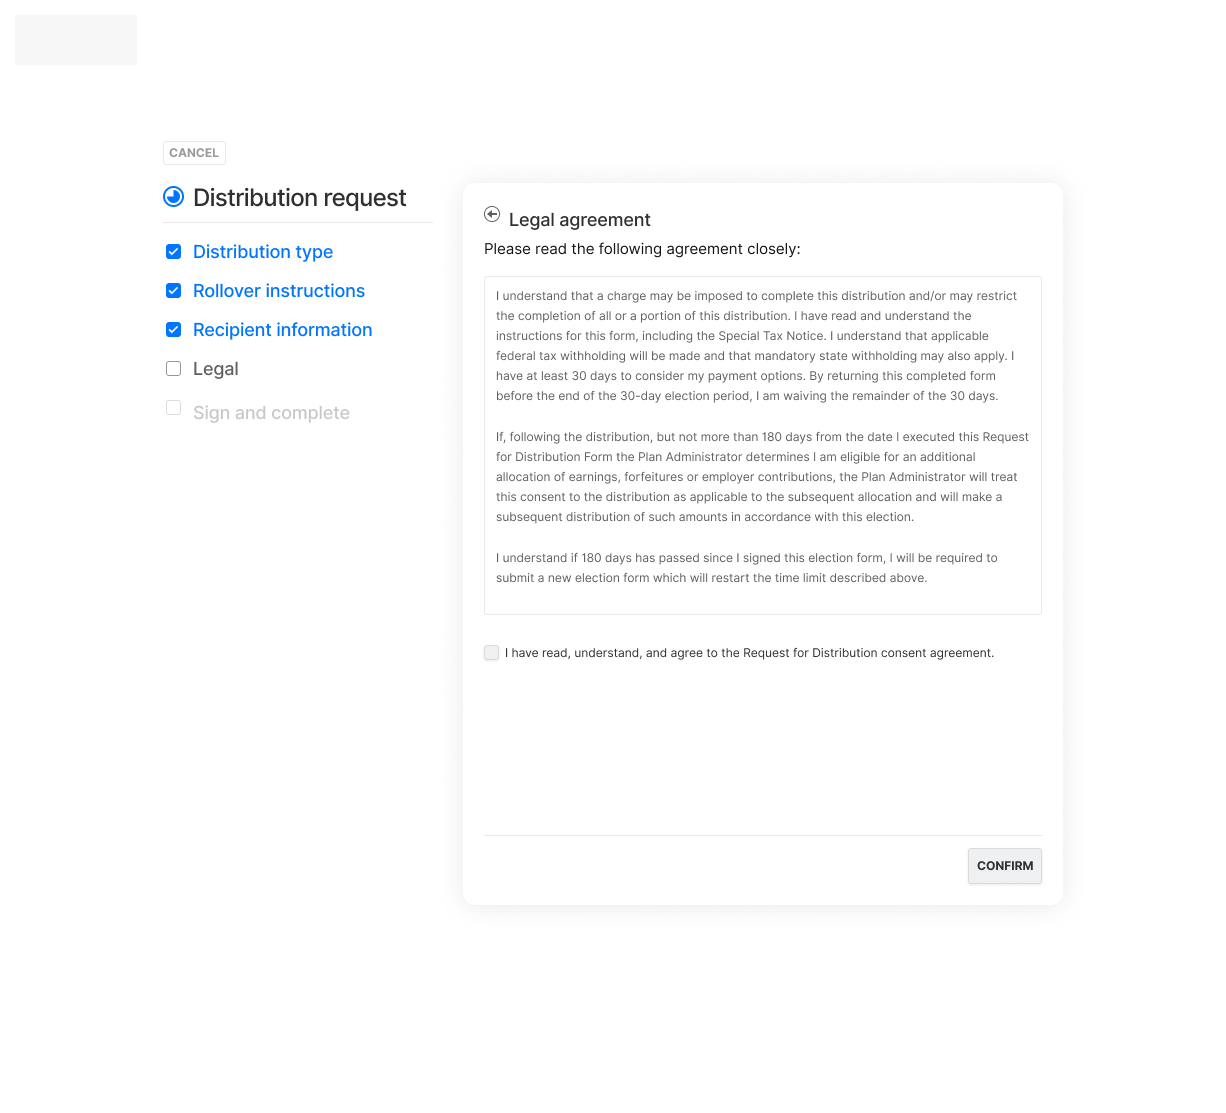 CANCEL
Distribution request
Distribution type
Rollover instructions
Recipient information
Legal
Sign and complete
Legal agreement
Please read the following agreement closely:
I understand that a charge may be imposed to complete this distribution and/or may restrict
the completion of all or a portion of this distribution. I have read and understand the
instructions for this form, including the Special Tax Notice. I understand that applicable
federal tax withholding will be made and that mandatory state withholding may also apply. I
have at least 30 days to consider my payment options. By returning this completed form
before the end of the 30-day election period, I am waiving the remainder of the 30 days.
If, following the distribution, but not more than 180 days from the date I executed this Request
for Distribution Form the Plan Administrator determines I am eligible for an additional
allocation of earnings, forfeitures or employer contributions, the Plan Administrator will treat
this consent to the distribution as applicable to the subsequent allocation and will make a
subsequent distribution of such amounts in accordance with this election.
I understand if 180 days has passed since I signed this election form, I will be required to
submit a new election form which will restart the time limit described above.
I have read, understand, and agree to the Request for Distribution consent agreement.
CONFIRM